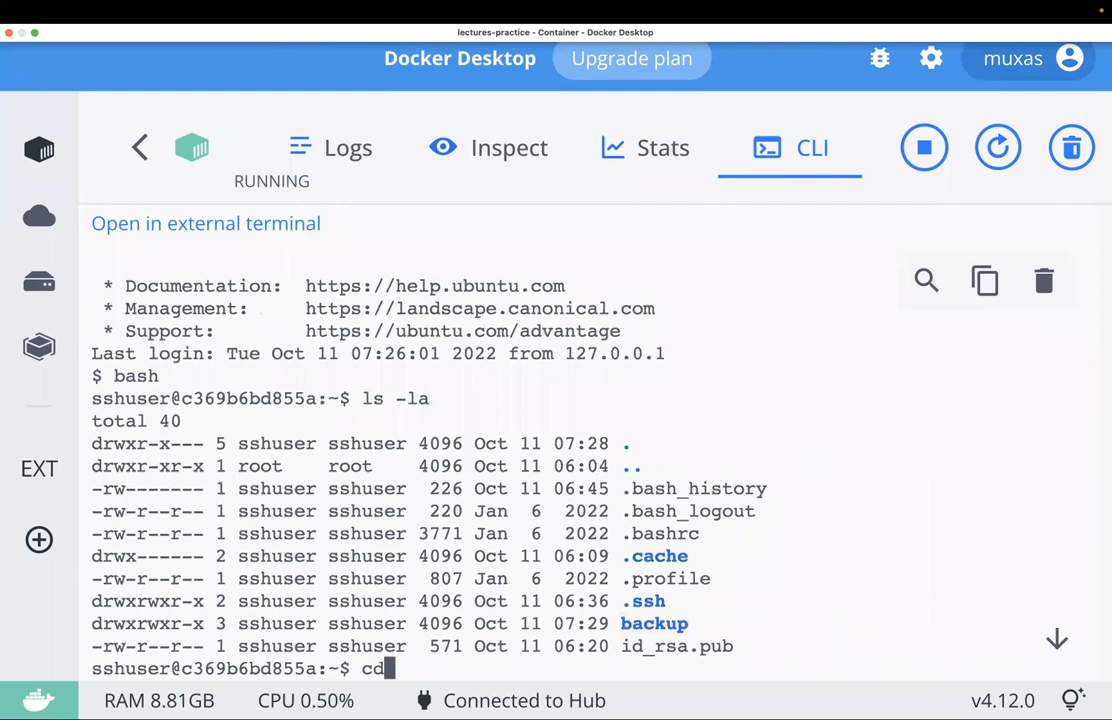 lectures-practice - Container - Docker Desktop
Docker Desktop Upgrade plan muxas
Logs Inspect Stats CLI
RUNNING
Open in external terminal
* Documentation: https://help.ubuntu.com
* Management: https://landscape.canonical.com
* Support: https://ubuntu.com/advantage
Last login: Tue Oct 11 07:26:01 2022 from 127.0.0.1
$ bash
sshuser@c369b6bd855a:~$ ls -la
total 40
drwxr-x--- 5 sshuser sshuser 4096 Oct 11 07:28 .
drwxr-xr-x 1 root root 4096 Oct 11 06:04 ..
-rw------- 1 sshuser sshuser 226 Oct 11 06:45 .bash_history
-rw-r--r-- 1 sshuser sshuser 220 Jan 6 2022 .bash_logout
-rw-r--r-- 1 sshuser sshuser 3771 Jan 6 2022 .bashrc
drwx------ 2 sshuser sshuser 4096 Oct 11 06:09 .cache
-rw-r--r-- 1 sshuser sshuser 807 Jan 6 2022 .profile
drwxrwxr-x 2 sshuser sshuser 4096 Oct 11 06:36 .ssh
drwxrwxr-x 3 sshuser sshuser 4096 Oct 11 07:29 backup
-rw-r--r-- 1 sshuser sshuser 571 Oct 11 06:20 id_rsa.pub
sshuser@c369b6bd855a:~$ cd
EXT
RAM 8.81GB CPU 0.50% Connected to Hub v4.12.0